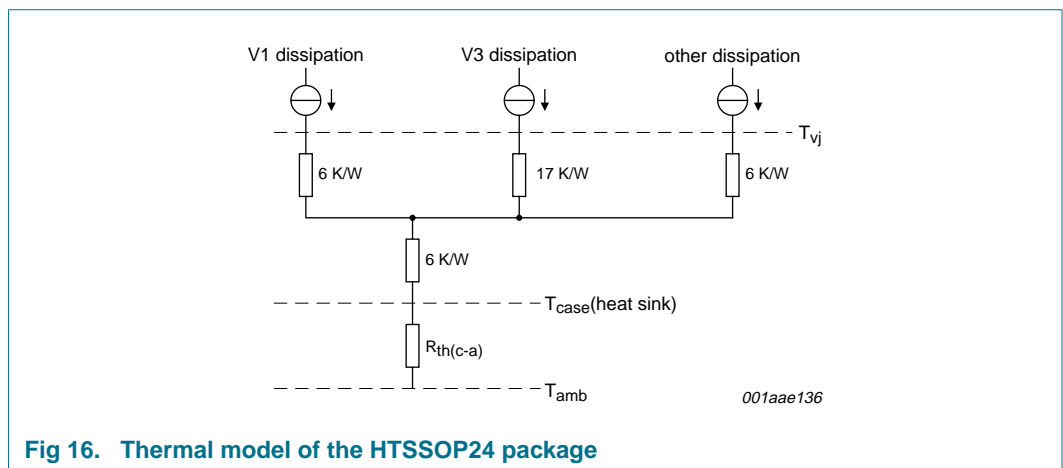 V1 dissipation V3 dissipation other dissipation
Tvj
6 K/W 17 K/W 6 K/W
6 K/W
Tcase(heat sink)
Rth(c-a)
Tamb
001aae136
Fig 16. Thermal model of the HTSSOP24 package